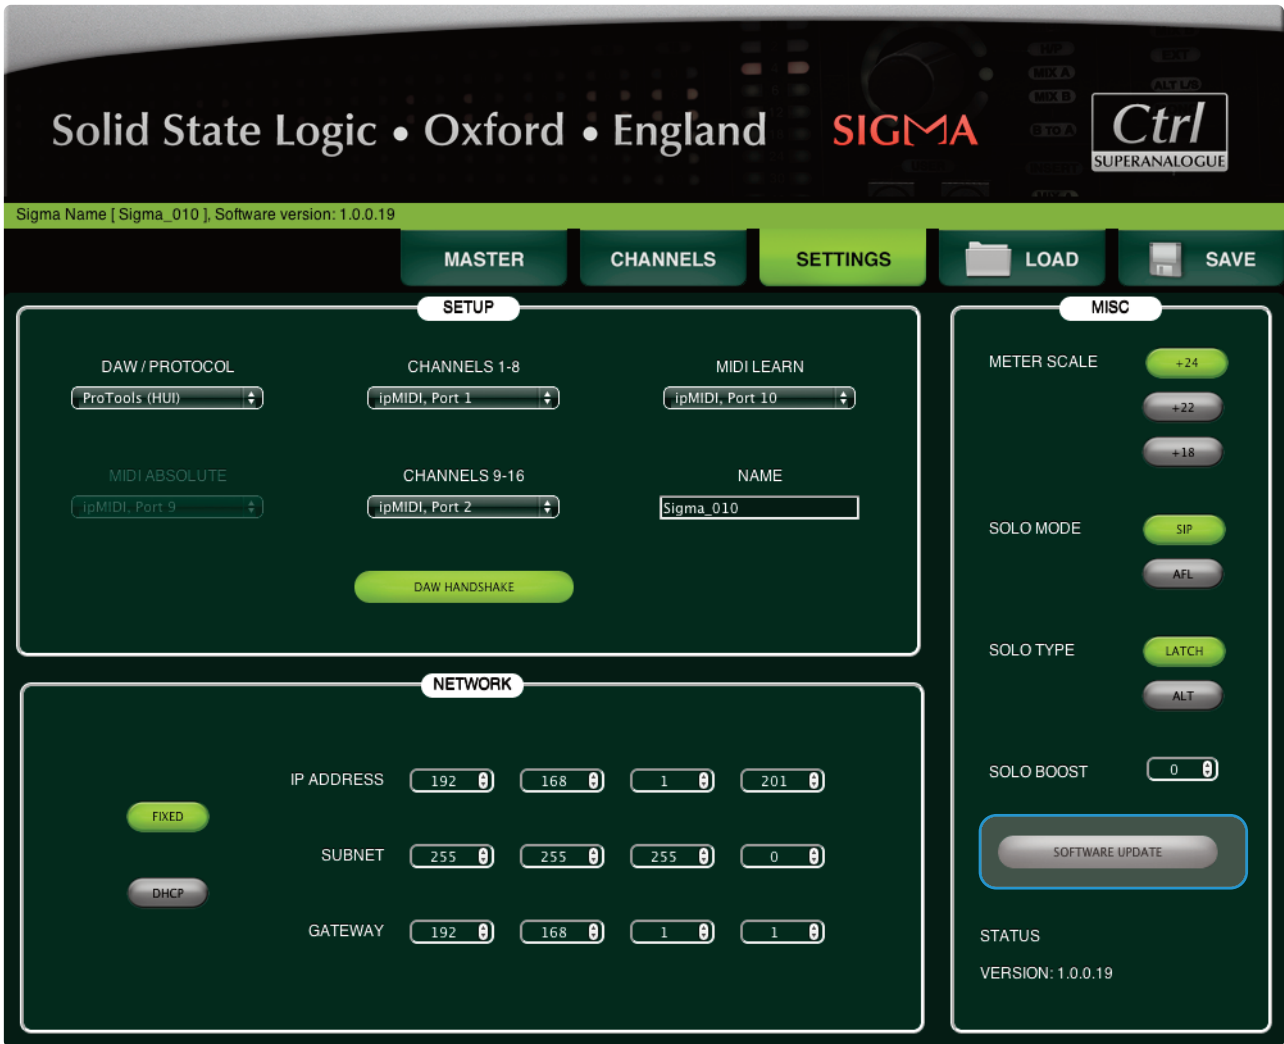 H/P
EXT
MIX A
ALT L/S
MIX B
Solid State Logic • Oxford • England
SIGMA
B TO A
Ctrl
SUPERANALOGUE
Sigma Name [ Sigma_010 ], Software version: 1.0.0.19
MASTER
CHANNELS
SETTINGS
LOAD
SAVE
SETUP
DAW / PROTOCOL
CHANNELS 1-8
MIDI LEARN
ProTools (HUI)
ipMIDI, Port 1
ipMIDI, Port 10
MIDI ABSOLUTE
CHANNELS 9-16
NAME
ipMIDI, Port 9
ipMIDI, Port 2
Sigma_010
DAW HANDSHAKE
NETWORK
IP ADDRESS 192 168 1 201
FIXED
SUBNET 255 255 255 0
DHCP
GATEWAY 192 168 1 1
MISC
METER SCALE +24
+22
+18
SOLO MODE SIP
AFL
SOLO TYPE LATCH
ALT
SOLO BOOST 0
SOFTWARE UPDATE
STATUS
VERSION: 1.0.0.19